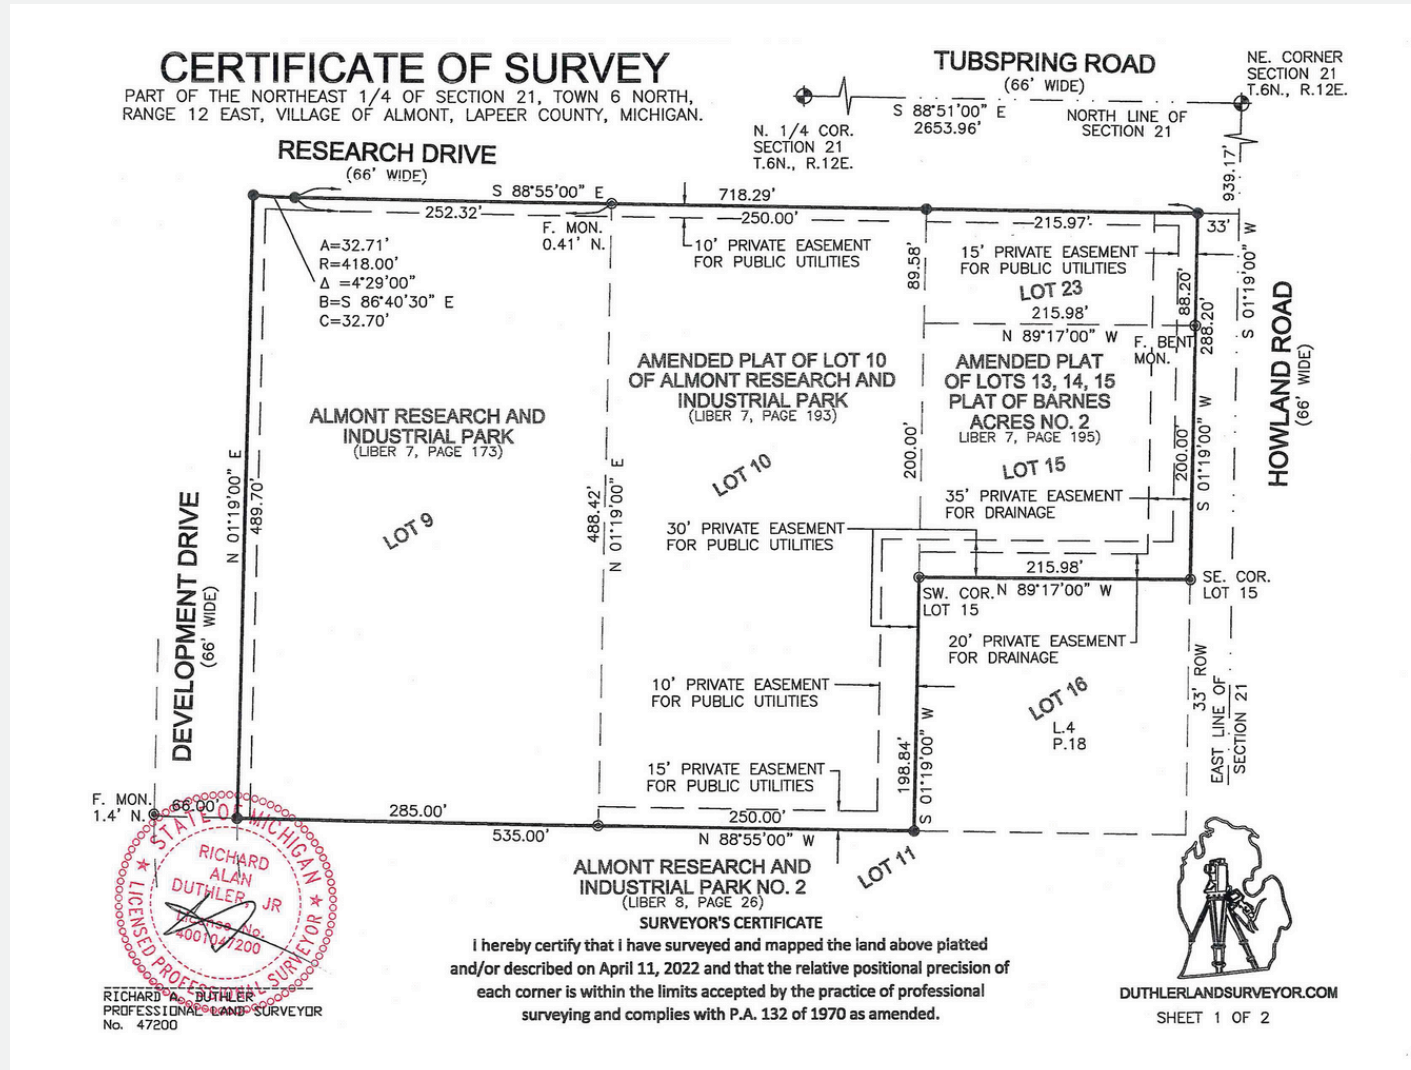 CERTIFICATE OF SURVEY
PART OF THE NORTHEAST 1/4 OF SECTION 21, TOWN 6 NORTH,
RANGE 12 EAST, VILLAGE OF ALMONT, LAPEER COUNTY, MICHIGAN.
TUBSPRING ROAD
(66' WIDE)
NE. CORNER
SECTION 21
T.6N., R.12E.
S 88°51'00" E
2653.96'
NORTH LINE OF
SECTION 21
N. 1/4 COR.
SECTION 21
T.6N., R.12E.
939.17'
RESEARCH DRIVE
(66' WIDE)
S 88°55'00" E
718.29'
252.32'
250.00'
215.97'
33'
F. MON.
0.41' N.
A=32.71'
R=418.00'
Δ =4°29'00"
B=S 86°40'30" E
C=32.70'
10' PRIVATE EASEMENT
FOR PUBLIC UTILITIES
89.58'
15' PRIVATE EASEMENT
FOR PUBLIC UTILITIES
LOT 23
215.98'
N 89°17'00" W
88.20'
288.20'
S 01°19'00" W
F. BENT
MON.
HOWLAND ROAD
(66' WIDE)
ALMONT RESEARCH AND
INDUSTRIAL PARK
(LIBER 7, PAGE 173)
LOT 9
AMENDED PLAT OF LOT 10
OF ALMONT RESEARCH AND
INDUSTRIAL PARK
(LIBER 7, PAGE 193)
LOT 10
AMENDED PLAT
OF LOTS 13, 14, 15
PLAT OF BARNES
ACRES NO. 2
LIBER 7, PAGE 195)
LOT 15
200.00'
200.00'
S 01°19'00" W
35' PRIVATE EASEMENT
FOR DRAINAGE
30' PRIVATE EASEMENT
FOR PUBLIC UTILITIES
N 01°19'00" E
489.70'
488.42'
N 01°19'00" E
DEVELOPMENT DRIVE
(66' WIDE)
215.98'
N 89°17'00" W
SW. COR.
LOT 15
SE. COR.
LOT 15
20' PRIVATE EASEMENT
FOR DRAINAGE
LOT 16
L.4
P.18
33' ROW
EAST LINE OF
SECTION 21
10' PRIVATE EASEMENT
FOR PUBLIC UTILITIES
198.84'
S 01°19'00" W
15' PRIVATE EASEMENT
FOR PUBLIC UTILITIES
F. MON.
1.4' N.
66.00'
285.00'
250.00'
535.00'
N 88°55'00" W
LOT 11
ALMONT RESEARCH AND
INDUSTRIAL PARK NO. 2
(LIBER 8, PAGE 26)
STATE OF MICHIGAN
LICENSED PROFESSIONAL SURVEYOR
RICHARD
ALAN
DUTHLER, JR
License No.
4001047200
RICHARD A. DUTHLER
PROFESSIONAL LAND SURVEYOR
No. 47200
SURVEYOR'S CERTIFICATE
I hereby certify that I have surveyed and mapped the land above platted
and/or described on April 11, 2022 and that the relative positional precision of
each corner is within the limits accepted by the practice of professional
surveying and complies with P.A. 132 of 1970 as amended.
DUTHLERLANDSURVEYOR.COM
SHEET 1 OF 2